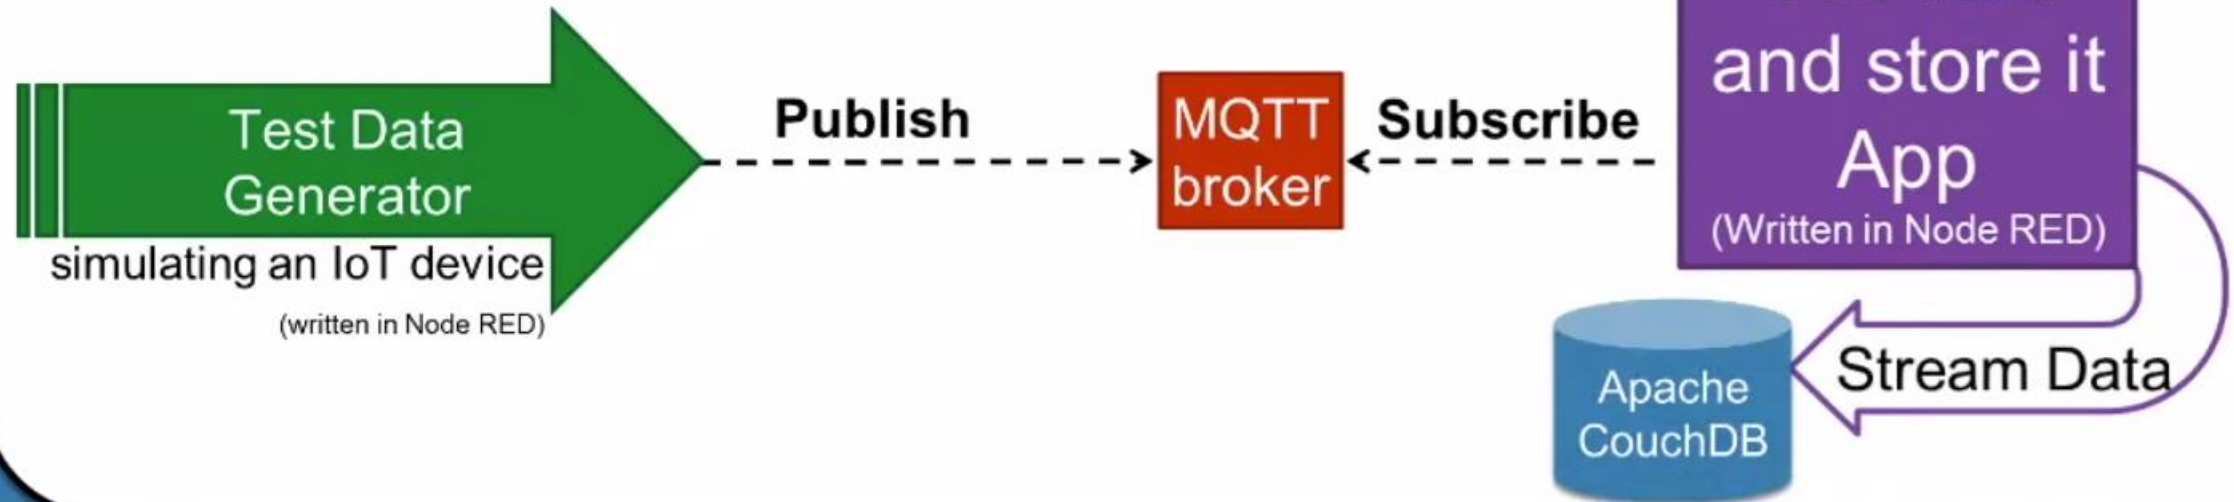 Test Data
Generator
simulating an IoT device
(written in Node RED)
Publish
MQTT
broker
Subscribe
and store it
App
(Written in Node RED)
Stream Data
Apache
CouchDB